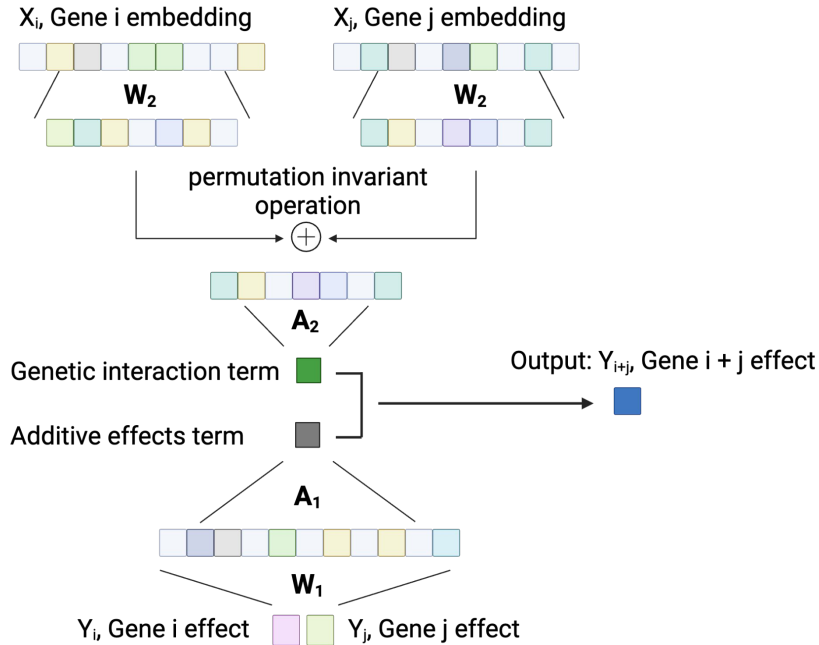 Xi, Gene i embedding
Xj, Gene j embedding
W2
W2
permutation invariant
operation
A2
Genetic interaction term
Output: Yi+j, Gene i + j effect
Additive effects term
A1
W1
Yi, Gene i effect
Yj, Gene j effect